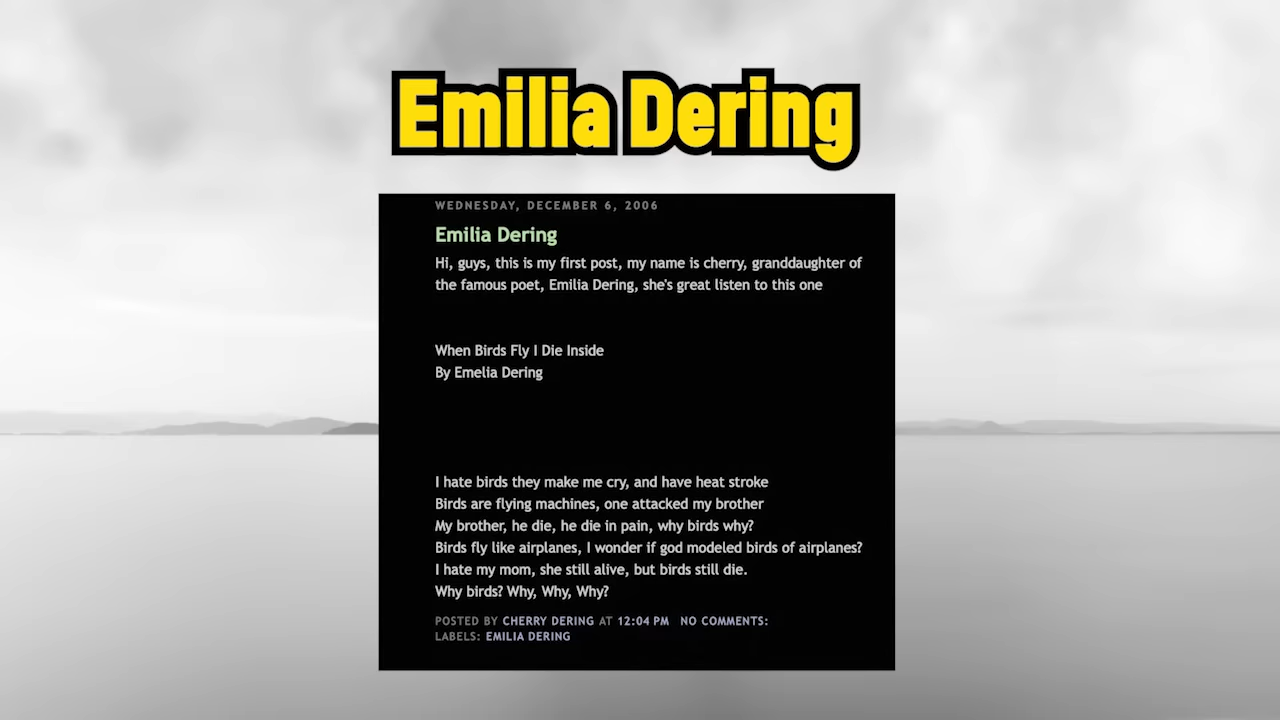 Emilia Dering
WEDNESDAY, DECEMBER 6, 2006
Emilia Dering
Hi, guys, this is my first post, my name is cherry, granddaughter of
the famous poet, Emilia Dering, she's great listen to this one
When Birds Fly I Die Inside
By Emelia Dering
I hate birds they make me cry, and have heat stroke
Birds are flying machines, one attacked my brother
My brother, he die, he die in pain, why birds why?
Birds fly like airplanes, I wonder if god modeled birds of airplanes?
I hate my mom, she still alive, but birds still die.
Why birds? Why, Why, Why?
POSTED BY CHERRY DERING AT 12:04 PM NO COMMENTS:
LABELS: EMILIA DERING